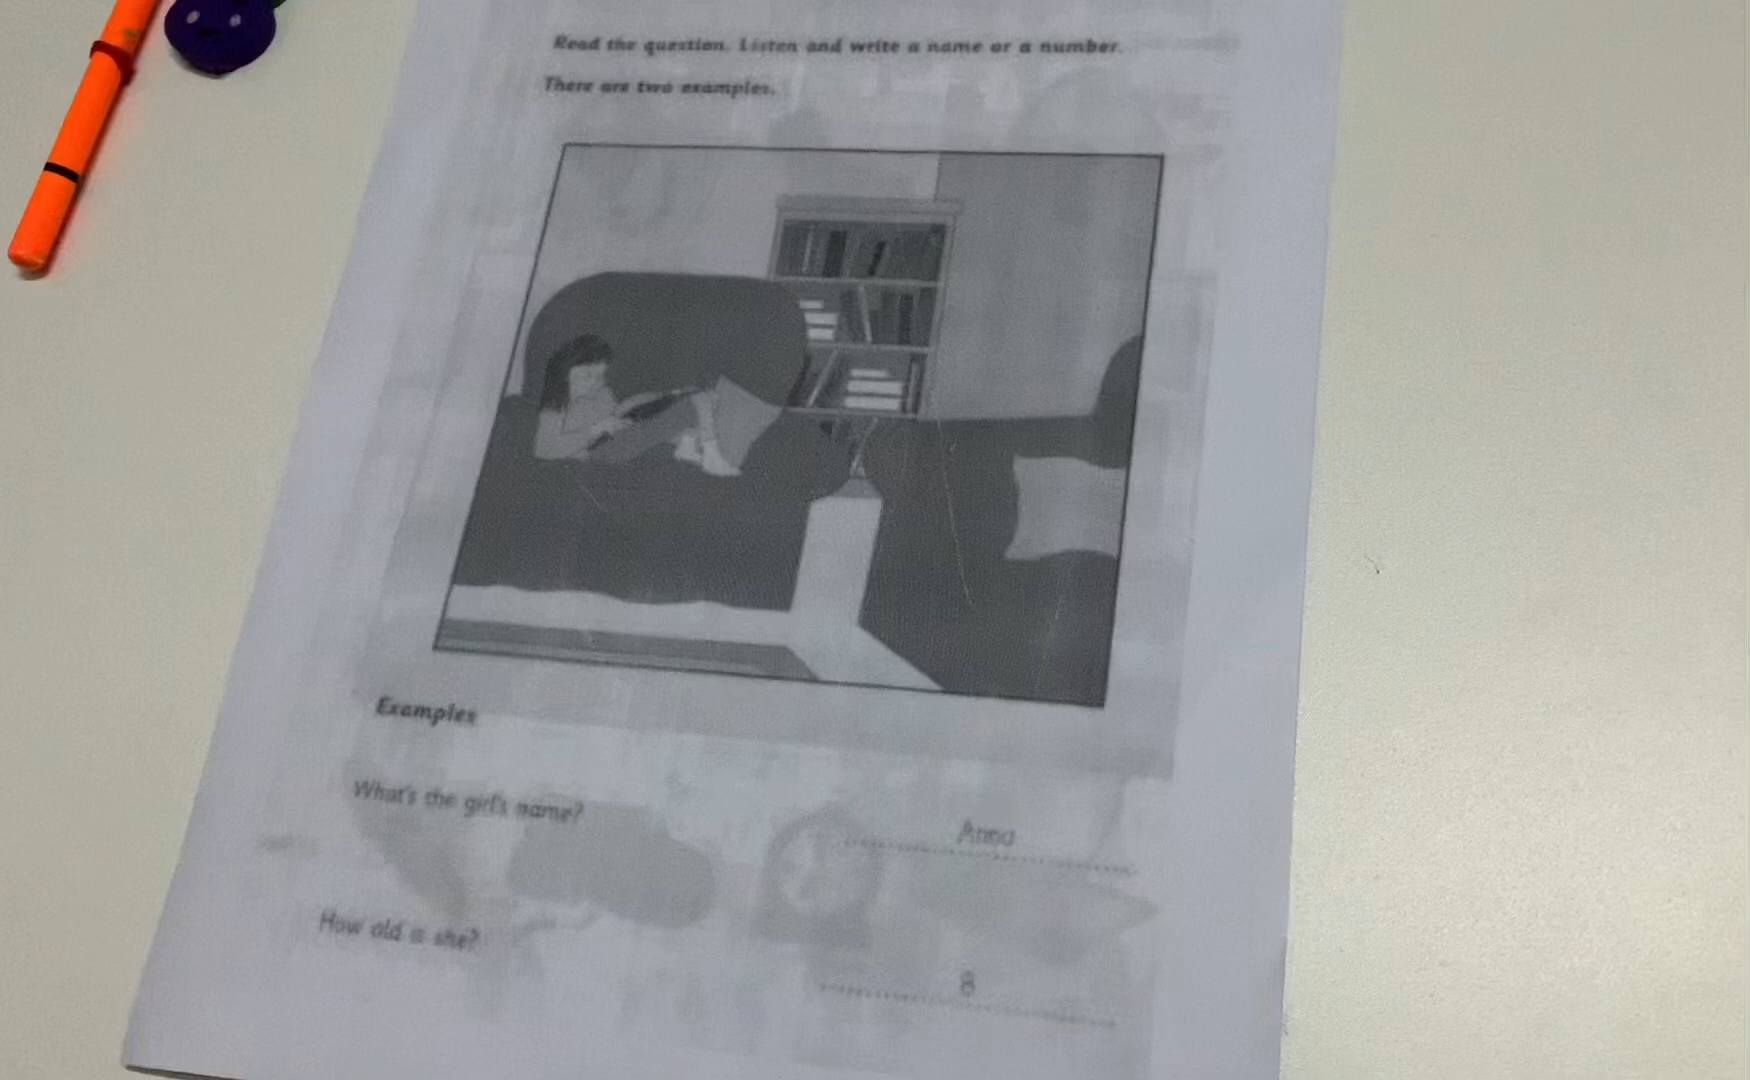 Read the question. Listen and write a name or a number.
There are two examples.
Examples
What's the girl's name?
Anna
How old is she?
8